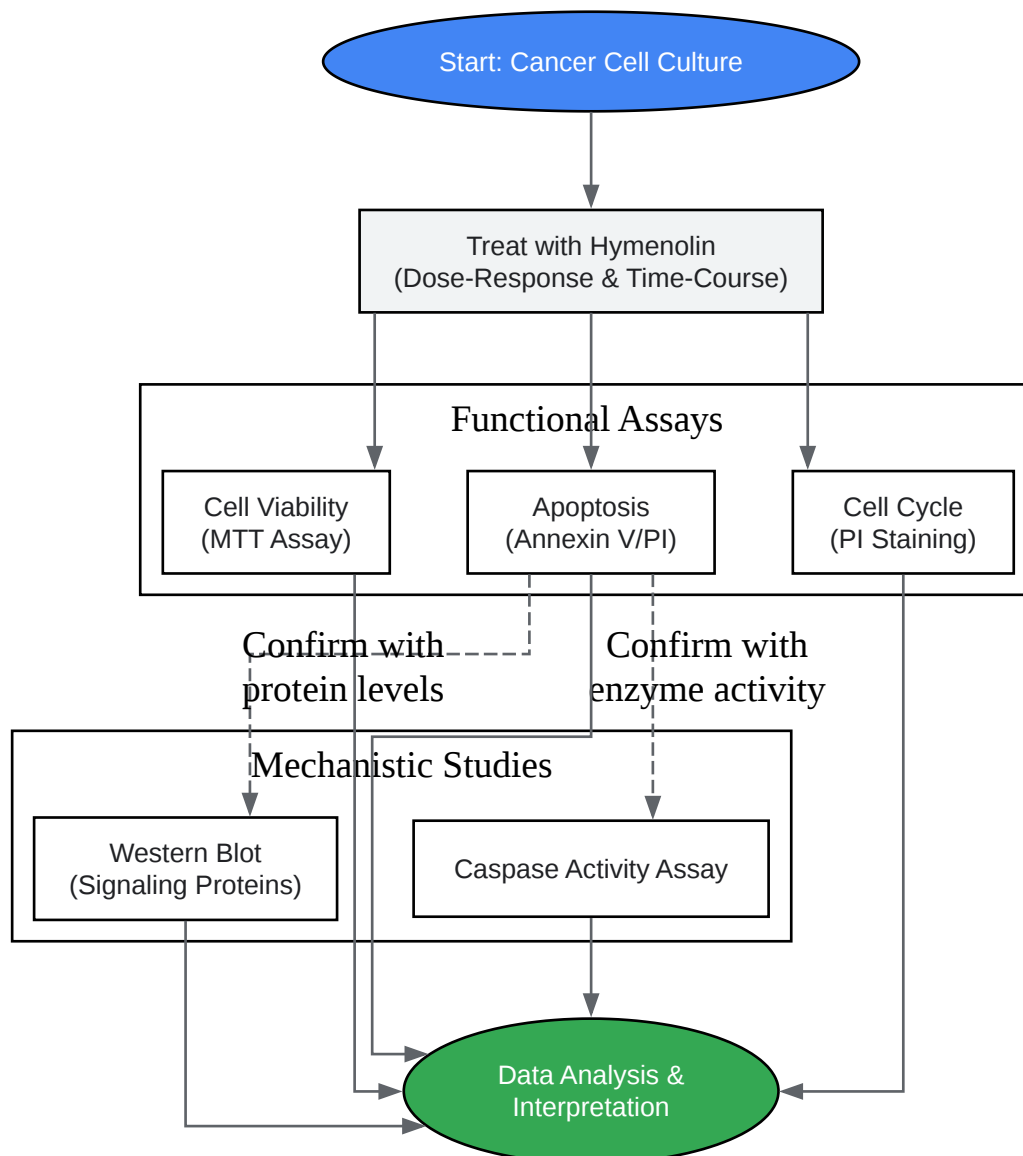 Start: Cancer Cell Culture
Treat with Hymenolin
(Dose-Response & Time-Course)
Functional Assays
Cell Viability
(MTT Assay)
Apoptosis
(Annexin V/PI)
Cell Cycle
(PI Staining)
Confirm with
protein levels
Confirm with
enzyme activity
Mechanistic Studies
Western Blot
(Signaling Proteins)
Caspase Activity Assay
Data Analysis &
Interpretation